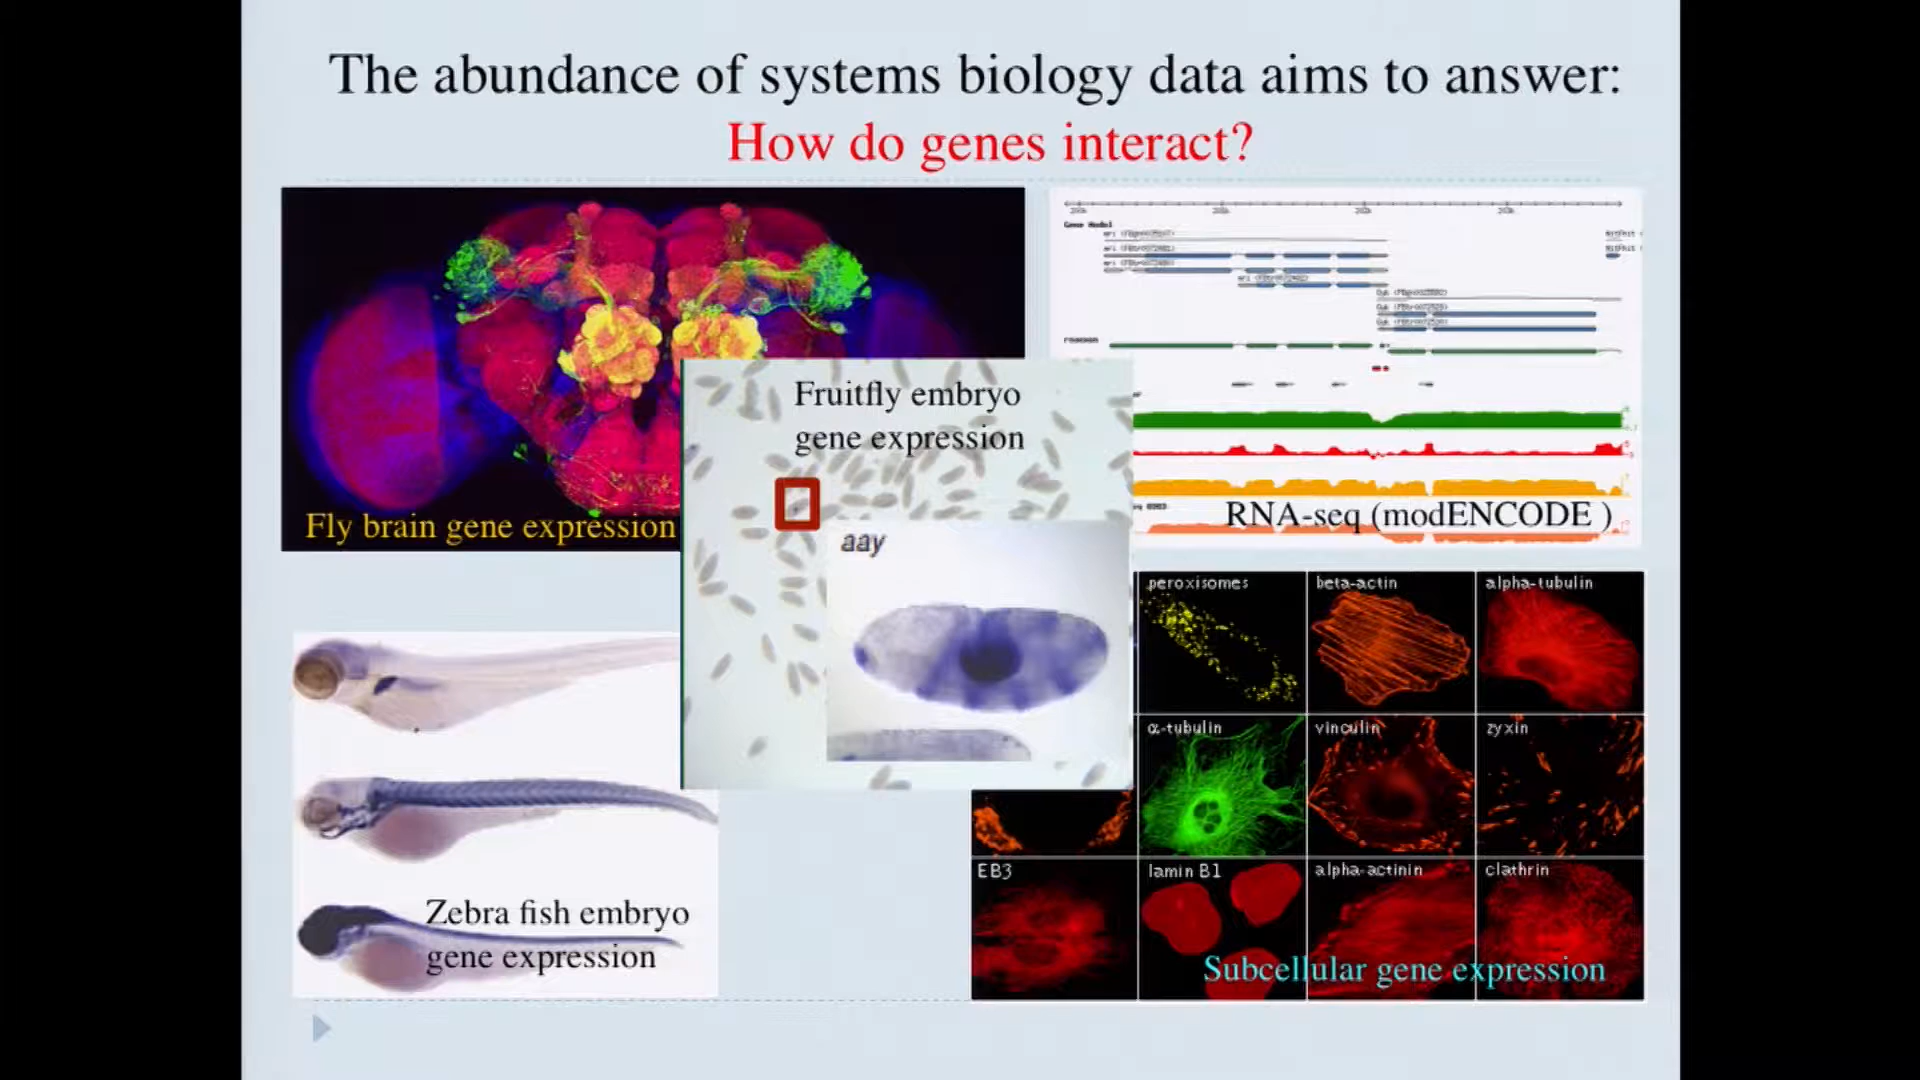 The abundance of systems biology data aims to answer:
How do genes interact?
Gene Model
Fly brain gene expression
Fruitfly embryo
gene expression
aay
RNA-seq (modENCODE )
peroxisomes
beta-actin
alpha-tubulin
α-tubulin
vinculin
zyxin
EB3
lamin B1
alpha-actinin
clathrin
Zebra fish embryo
gene expression
Subcellular gene expression